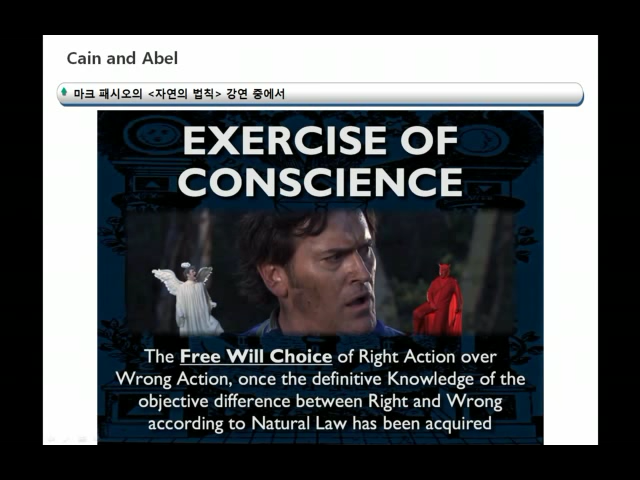 Cain and Abel
마크 패시오의 <자연의 법칙> 강연 중에서
EXERCISE OF
CONSCIENCE
The Free Will Choice of Right Action over
Wrong Action, once the definitive Knowledge of the
objective difference between Right and Wrong
according to Natural Law has been acquired